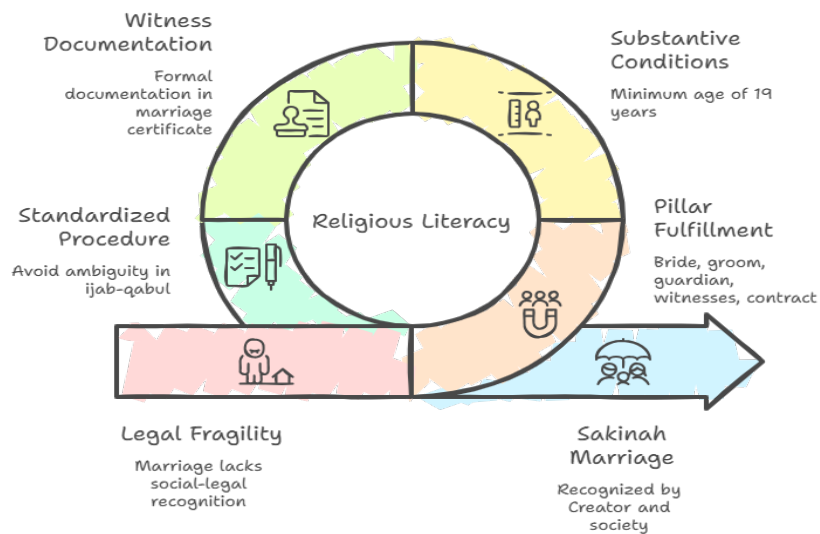 Witness
Documentation
Formal
documentation in
marriage
certificate
Substantive
Conditions
Minimum age of 19
years
Standardized
Procedure
Avoid ambiguity in
ijab-qabul
Religious Literacy
Pillar
Fulfillment
Bride, groom,
guardian,
witnesses, contract
Legal Fragility
Marriage lacks
social-legal
recognition
Sakinah
Marriage
Recognized by
Creator and
society